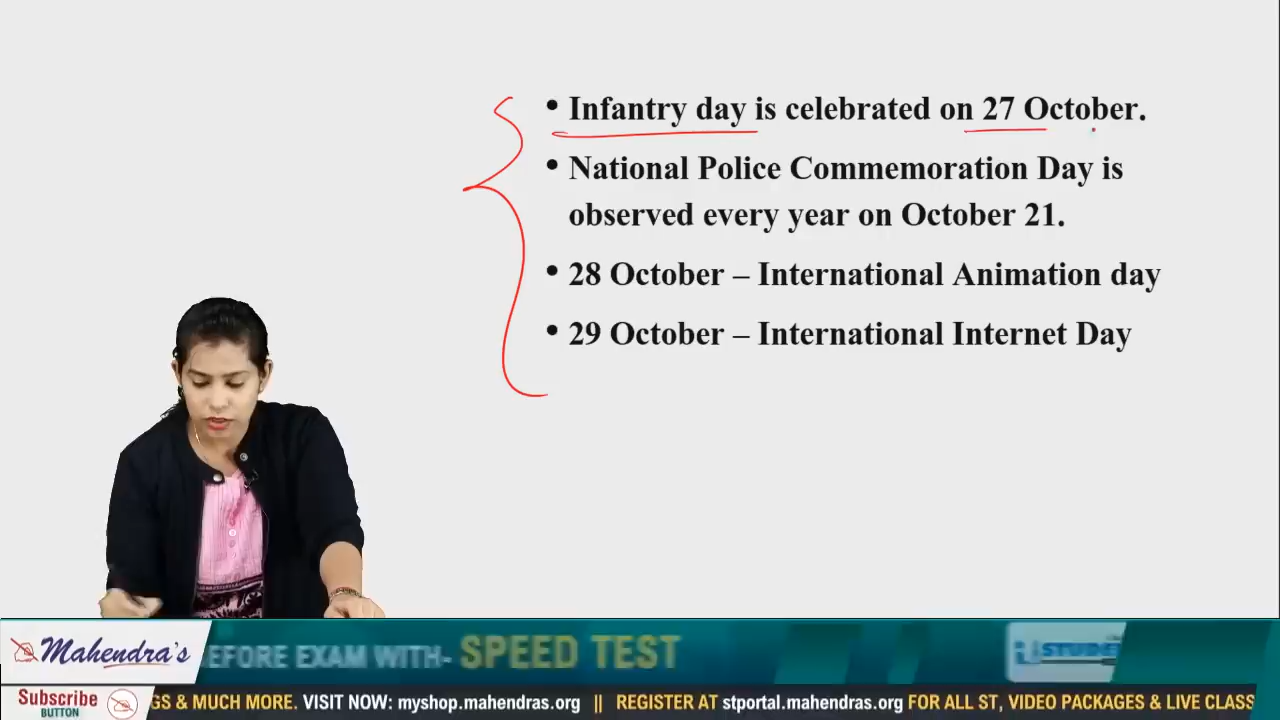 • Infantry day is celebrated on 27 October.
• National Police Commemoration Day is
observed every year on October 21.
• 28 October – International Animation day
• 29 October – International Internet Day
Mahendra's
EFORE EXAM WITH- SPEED TEST
Subscribe
BUTTON
GS & MUCH MORE. VISIT NOW: myshop.mahendras.org || REGISTER AT stportal.mahendras.org FOR ALL ST, VIDEO PACKAGES & LIVE CLASS